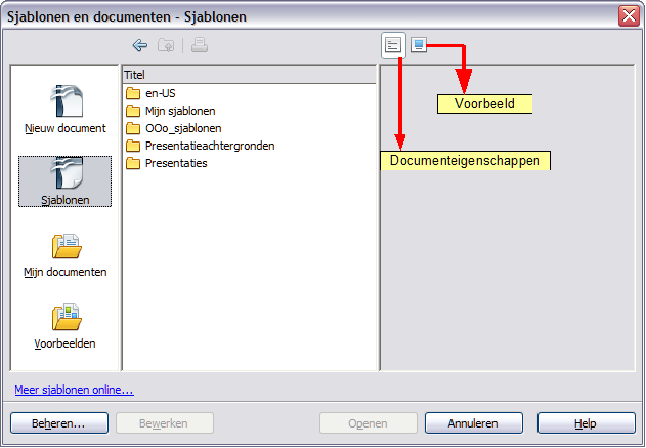 Sjablonen en documenten - Sjablonen
Titel
en-US
Mijn sjablonen
OOo_sjablonen
Presentatieachtergronden
Presentaties
Nieuw document
Sjablonen
Mijn documenten
Voorbeelden
Voorbeeld
Documenteigenschappen
Meer sjablonen online...
Beheren...
Bewerken
Openen
Annuleren
Help